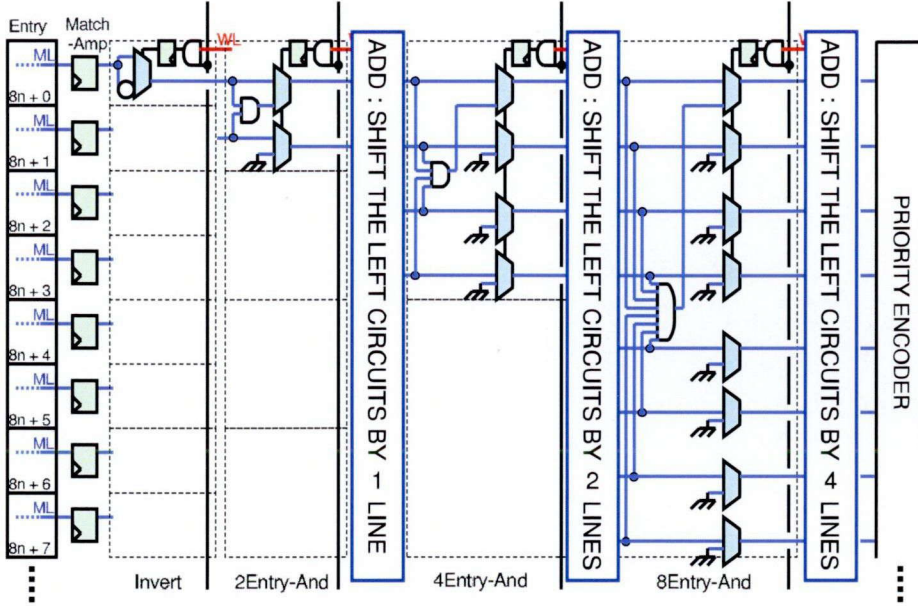 Entry
Match
-Amp
WL
ML
8n + 0
ML
8n + 1
ML
8n + 2
ML
8n + 3
ML
8n + 4
ML
8n + 5
ML
8n + 6
ML
8n + 7
ADD : SHIFT THE LEFT CIRCUITS BY 1 LINE
ADD : SHIFT THE LEFT CIRCUITS BY 2 LINES
ADD : SHIFT THE LEFT CIRCUITS BY 4 LINES
PRIORITY ENCODER
Invert
2Entry-And
4Entry-And
8Entry-And